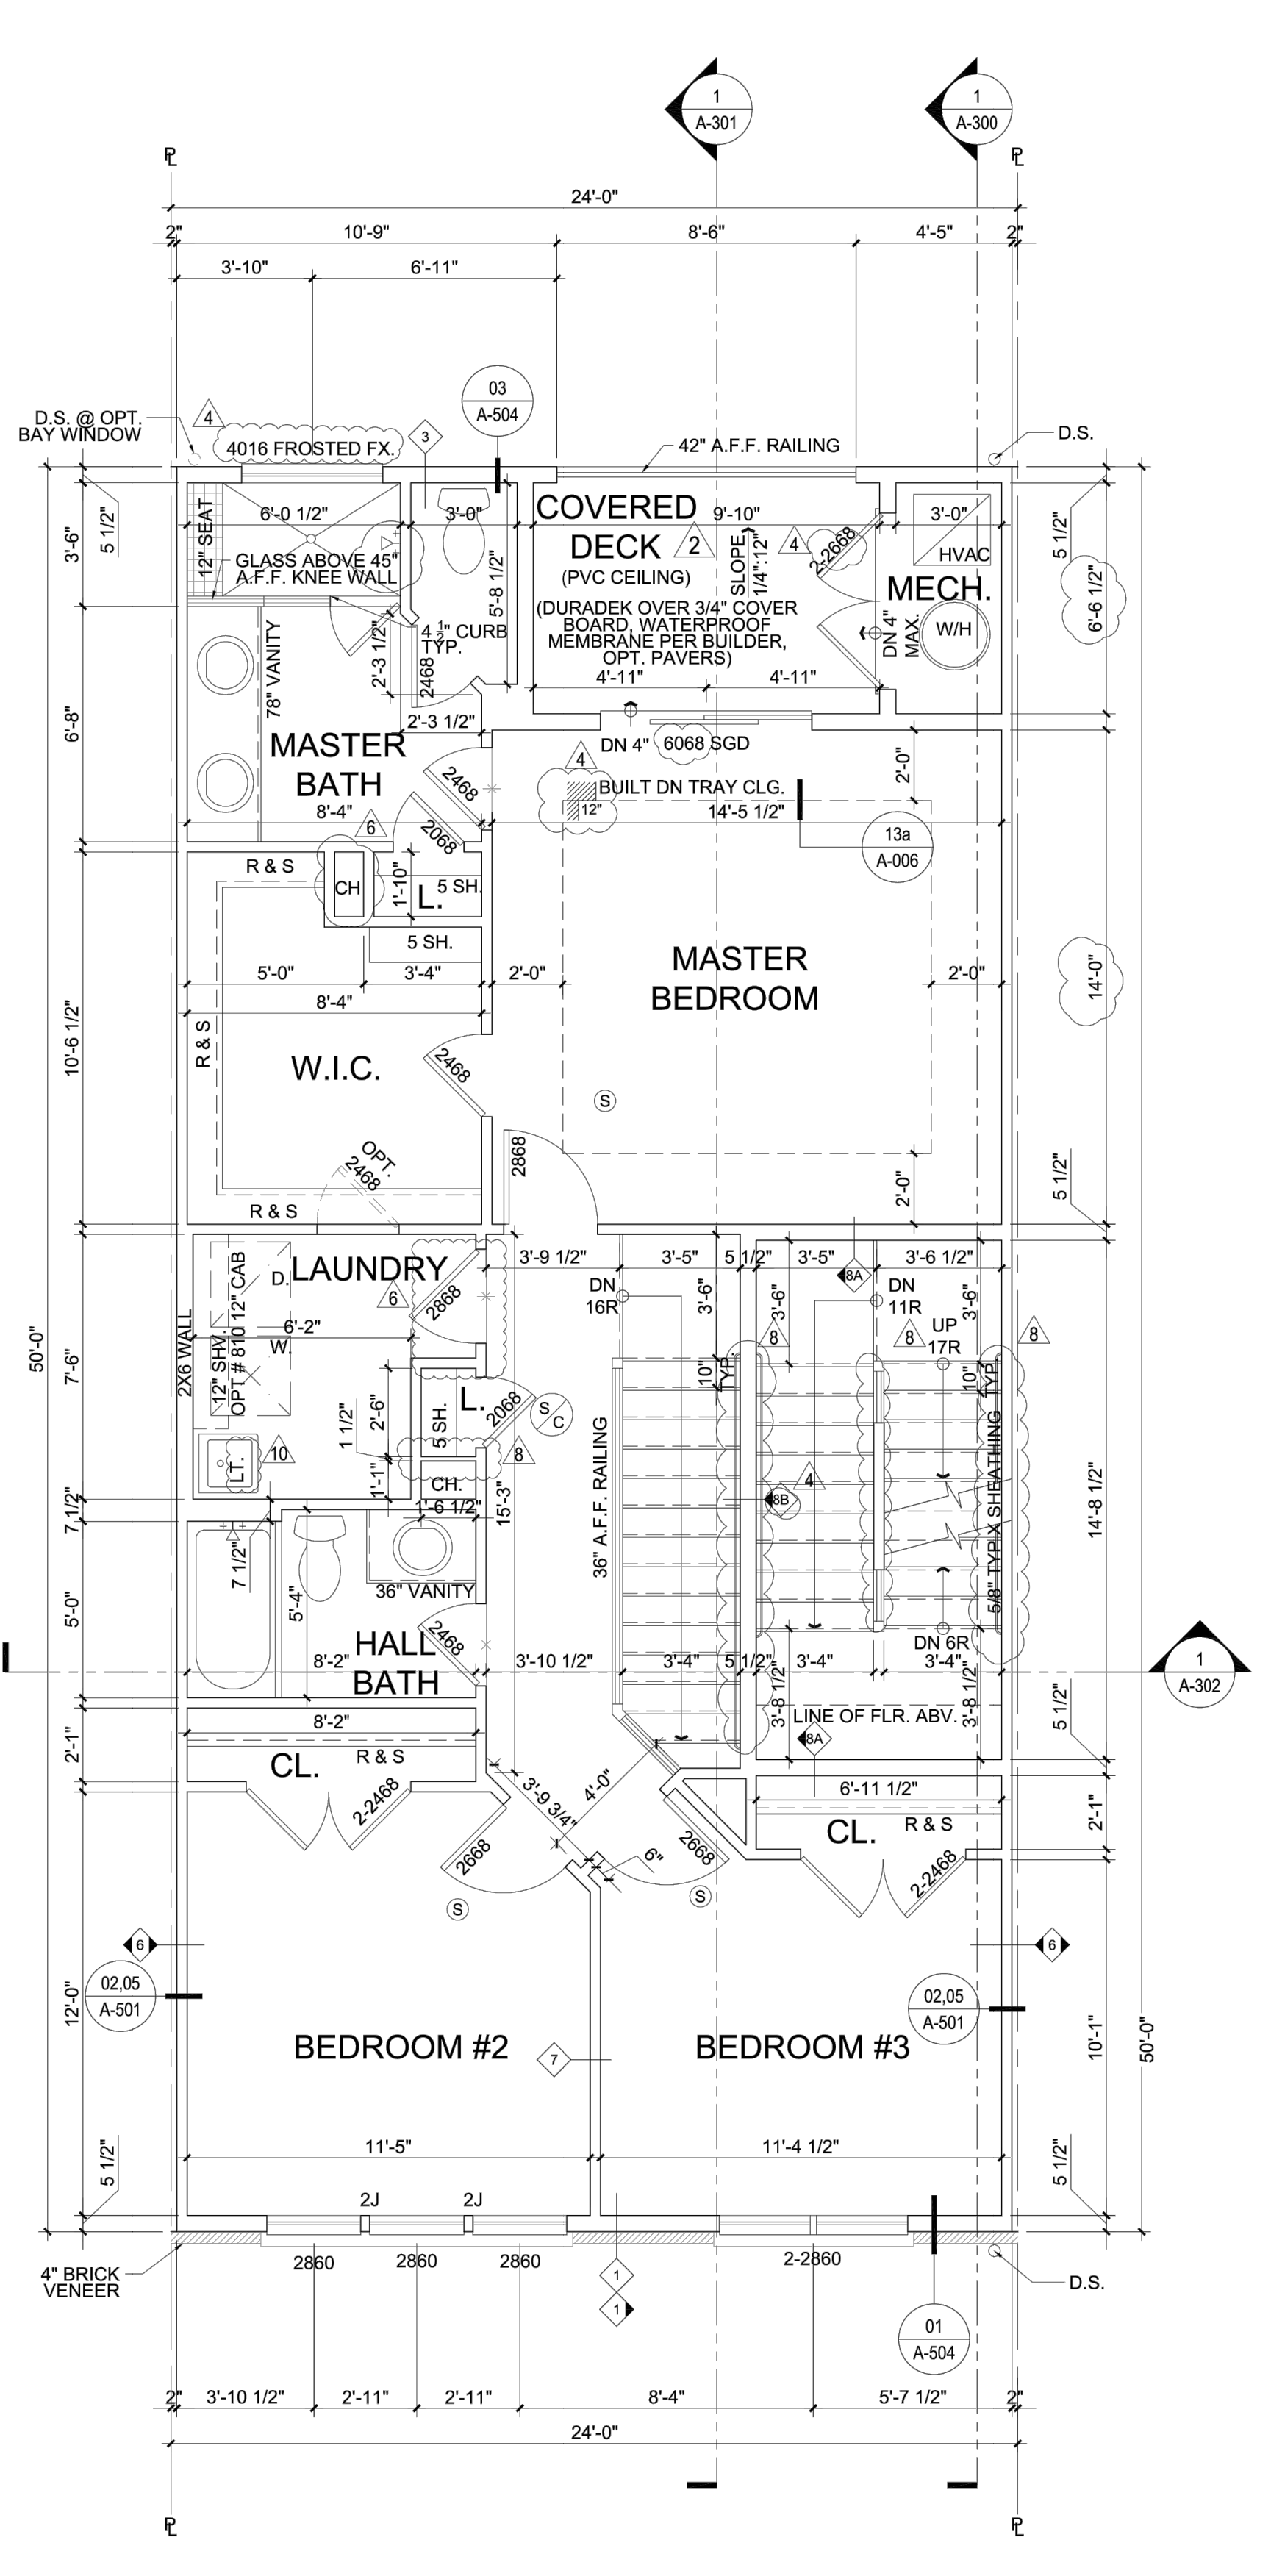 1
A-301
1
A-300
PL
PL
24'-0"
2"
10'-9"
8'-6"
4'-5"
2"
3'-10"
6'-11"
03
A-504
D.S. @ OPT.
BAY WINDOW
4
4016 FROSTED FX.
3
42" A.F.F. RAILING
D.S.
5 1/2"
3'-6"
12" SEAT
6'-0 1/2"
3'-0"
COVERED
DECK
2
9'-10"
4
2-2668
3'-0"
HVAC
5 1/2"
GLASS ABOVE 45"
A.F.F. KNEE WALL
5'-8 1/2"
(PVC CEILING)
SLOPE
1/4":12"
MECH.
6'-6 1/2"
(DURADEK OVER 3/4" COVER
BOARD, WATERPROOF
MEMBRANE PER BUILDER,
OPT. PAVERS)
DN 4"
MAX.
W/H
78" VANITY
2'-3 1/2"
4 1/2" CURB
TYP.
2468
4'-11"
4'-11"
6'-8"
2'-3 1/2"
MASTER
BATH
DN 4"
6068 SGD
4
2'-0"
2468
BUILT DN TRAY CLG.
12"
8'-4"
6
2068
14'-5 1/2"
13a
A-006
R & S
CH
1'-10"
L.
5 SH.
5 SH.
MASTER
BEDROOM
5'-0"
3'-4"
2'-0"
2'-0"
14'-0"
8'-4"
10'-6 1/2"
R & S
W.I.C.
2468
S
OPT.
2468
2868
2'-0"
5 1/2"
R & S
LAUNDRY
D.
6
2868
3'-9 1/2"
3'-5"
5 1/2"
3'-5"
3'-6 1/2"
8A
DN
16R
3'-6"
3'-6"
DN
11R
3'-6"
UP
17R
8
8
8
50'-0"
7'-6"
2X6 WALL
12" SHV.
OPT # 810 12" CAB
6'-2"
W.
10"
TYP.
10"
TYP.
1 1/2"
2'-6"
5 SH.
L.
2068
S
C
8
36" A.F.F. RAILING
5/8" TYP X SHEATHING
LT.
10
1'-1"
CH.
1'-6 1/2"
15'-3"
8B
4
14'-8 1/2"
7 1/2"
7 1/2"
5'-0"
5'-4"
36" VANITY
HALL
BATH
2468
8'-2"
3'-10 1/2"
3'-4"
5 1/2"
3'-4"
DN 6R
3'-4"
1
A-302
3'-8 1/2"
3'-8 1/2"
LINE OF FLR. ABV.
5 1/2"
8A
2'-1"
8'-2"
CL.
R & S
2-2468
3'-9 3/4"
4'-0"
6'-11 1/2"
CL.
R & S
2-2468
2'-1"
2668
6"
2668
S
S
6
6
02,05
A-501
02,05
A-501
12'-0"
BEDROOM #2
7
BEDROOM #3
10'-1"
50'-0"
5 1/2"
11'-5"
11'-4 1/2"
5 1/2"
2J
2J
4" BRICK
VENEER
2860
2860
2860
2-2860
1
1
D.S.
01
A-504
2"
3'-10 1/2"
2'-11"
2'-11"
8'-4"
5'-7 1/2"
2"
24'-0"
PL
PL